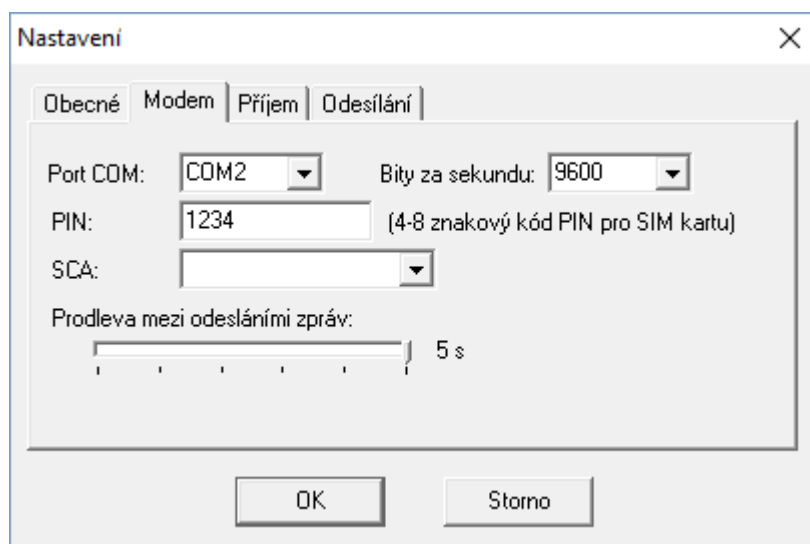 Nastavení
Obecné Modem Příjem Odesílání
Port COM: COM2 Bity za sekundu: 9600
PIN: 1234 (4-8 znakový kód PIN pro SIM kartu)
SCA:
Prodleva mezi odesláními zpráv:
5 s
OK Storno